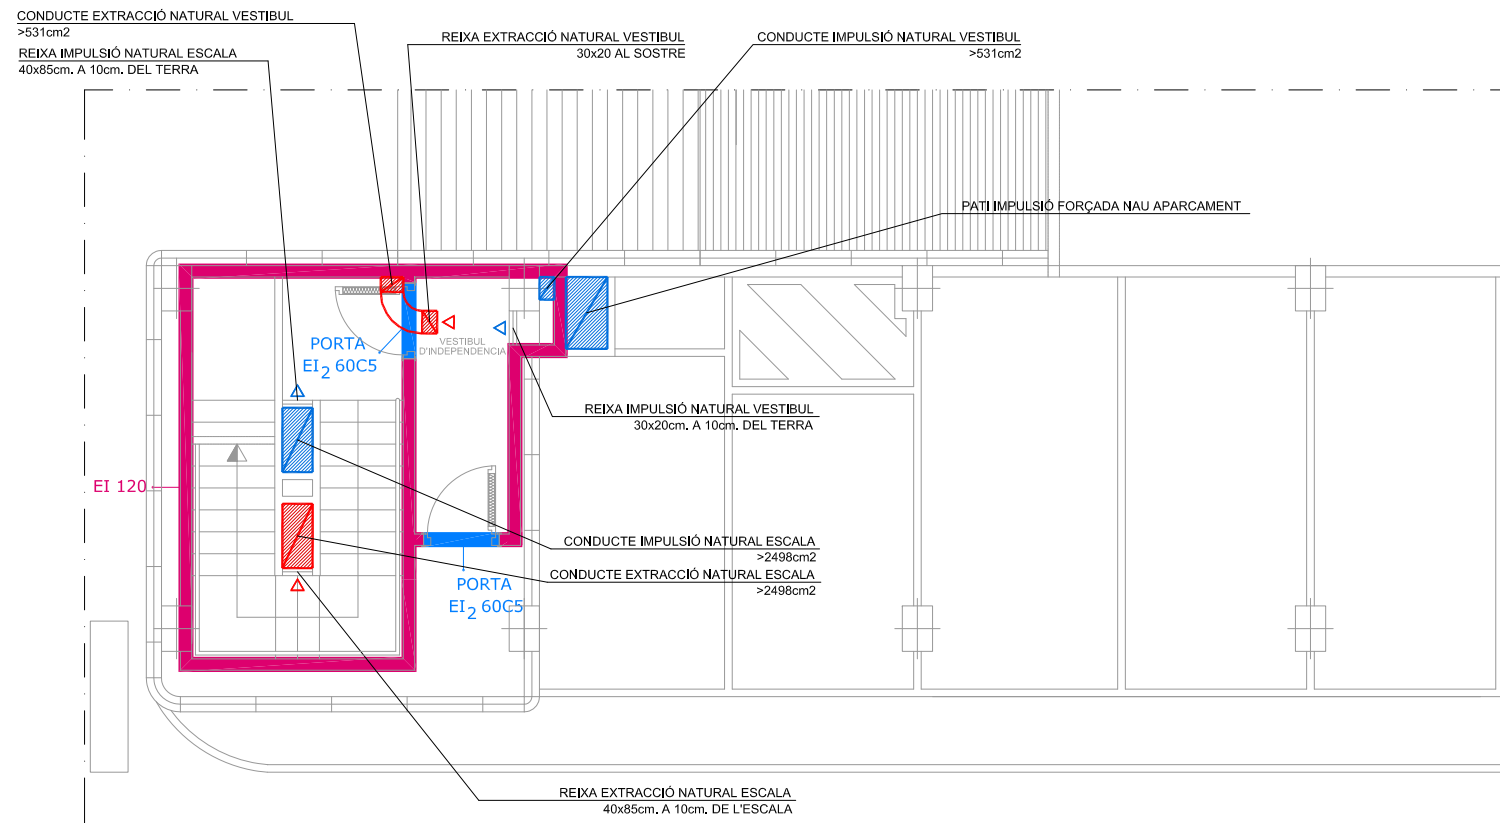 CONDUCTE EXTRACCIÓ NATURAL VESTIBUL
>531cm2
REIXA IMPULSIÓ NATURAL ESCALA
40x85cm. A 10cm. DEL TERRA
REIXA EXTRACCIÓ NATURAL VESTIBUL
30x20 AL SOSTRE
CONDUCTE IMPULSIÓ NATURAL VESTIBUL
>531cm2
PATI IMPULSIÓ FORÇADA NAU APARCAMENT
PORTA
EI2 60C5
VESTIBUL
D'INDEPENDENCIA
REIXA IMPULSIÓ NATURAL VESTIBUL
30x20cm. A 10cm. DEL TERRA
EI 120
CONDUCTE IMPULSIÓ NATURAL ESCALA
>2498cm2
CONDUCTE EXTRACCIÓ NATURAL ESCALA
>2498cm2
PORTA
EI2 60C5
REIXA EXTRACCIÓ NATURAL ESCALA
40x85cm. A 10cm. DE L'ESCALA